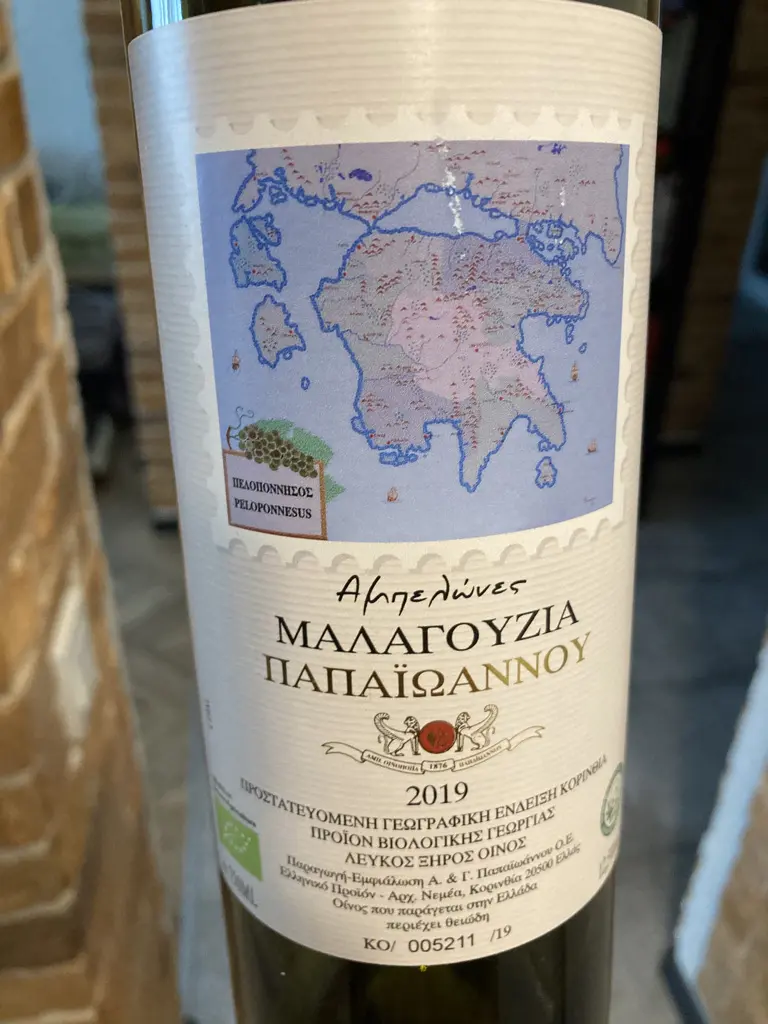 ΠΕΛΟΠΟΝΝΗΣΟΣ
PELOPONNESUS
Αμπελώνες
ΜΑΛΑΓΟΥΖΙΑ
ΠΑΠΑΪΩΑΝΝΟΥ
1876 ΠΑΠΑΪΩΑΝΝΟΥ
2019
ΠΡΟΣΤΑΤΕΥΟΜΕΝΗ ΓΕΩΓΡΑΦΙΚΗ ΕΝΔΕΙΞΗ ΚΟΡΙΝΘΙΑ
ΠΡΟΪΟΝ ΒΙΟΛΟΓΙΚΗΣ ΓΕΩΡΓΙΑΣ
ΛΕΥΚΟΣ ΞΗΡΟΣ ΟΙΝΟΣ
Παραγωγή-Εμφιάλωση Α. & Γ. Παπαϊωάννου Ο.Ε.
Ελληνικό Προϊόν - Αρχ. Νεμέα, Κορινθία 20500 Ελλάς
Οίνος που παράγεται στην Ελλάδα
περιέχει θειώδη
ΚΟ/ 005211 /19